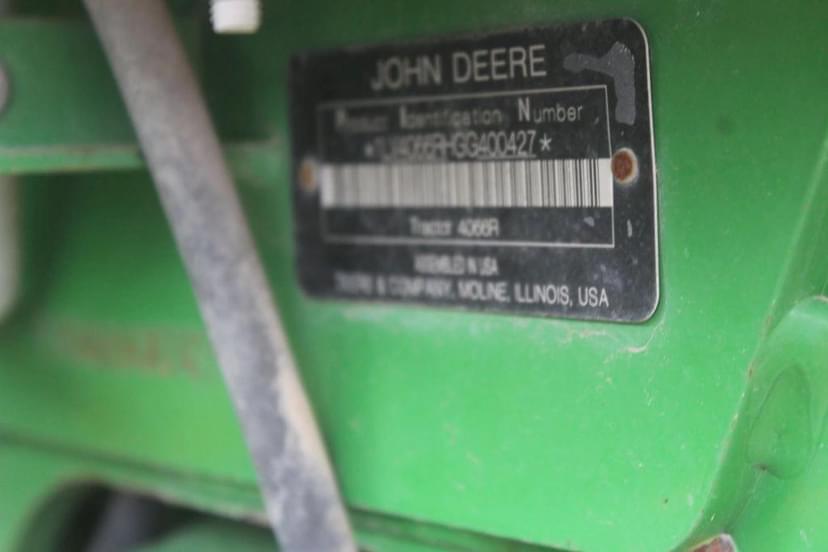 JOHN DEERE
Product Identification Number
*1LV4066RHGG400427*
Tractor 4066R
ASSEMBLED IN USA
DEERE & COMPANY, MOLINE, ILLINOIS, USA